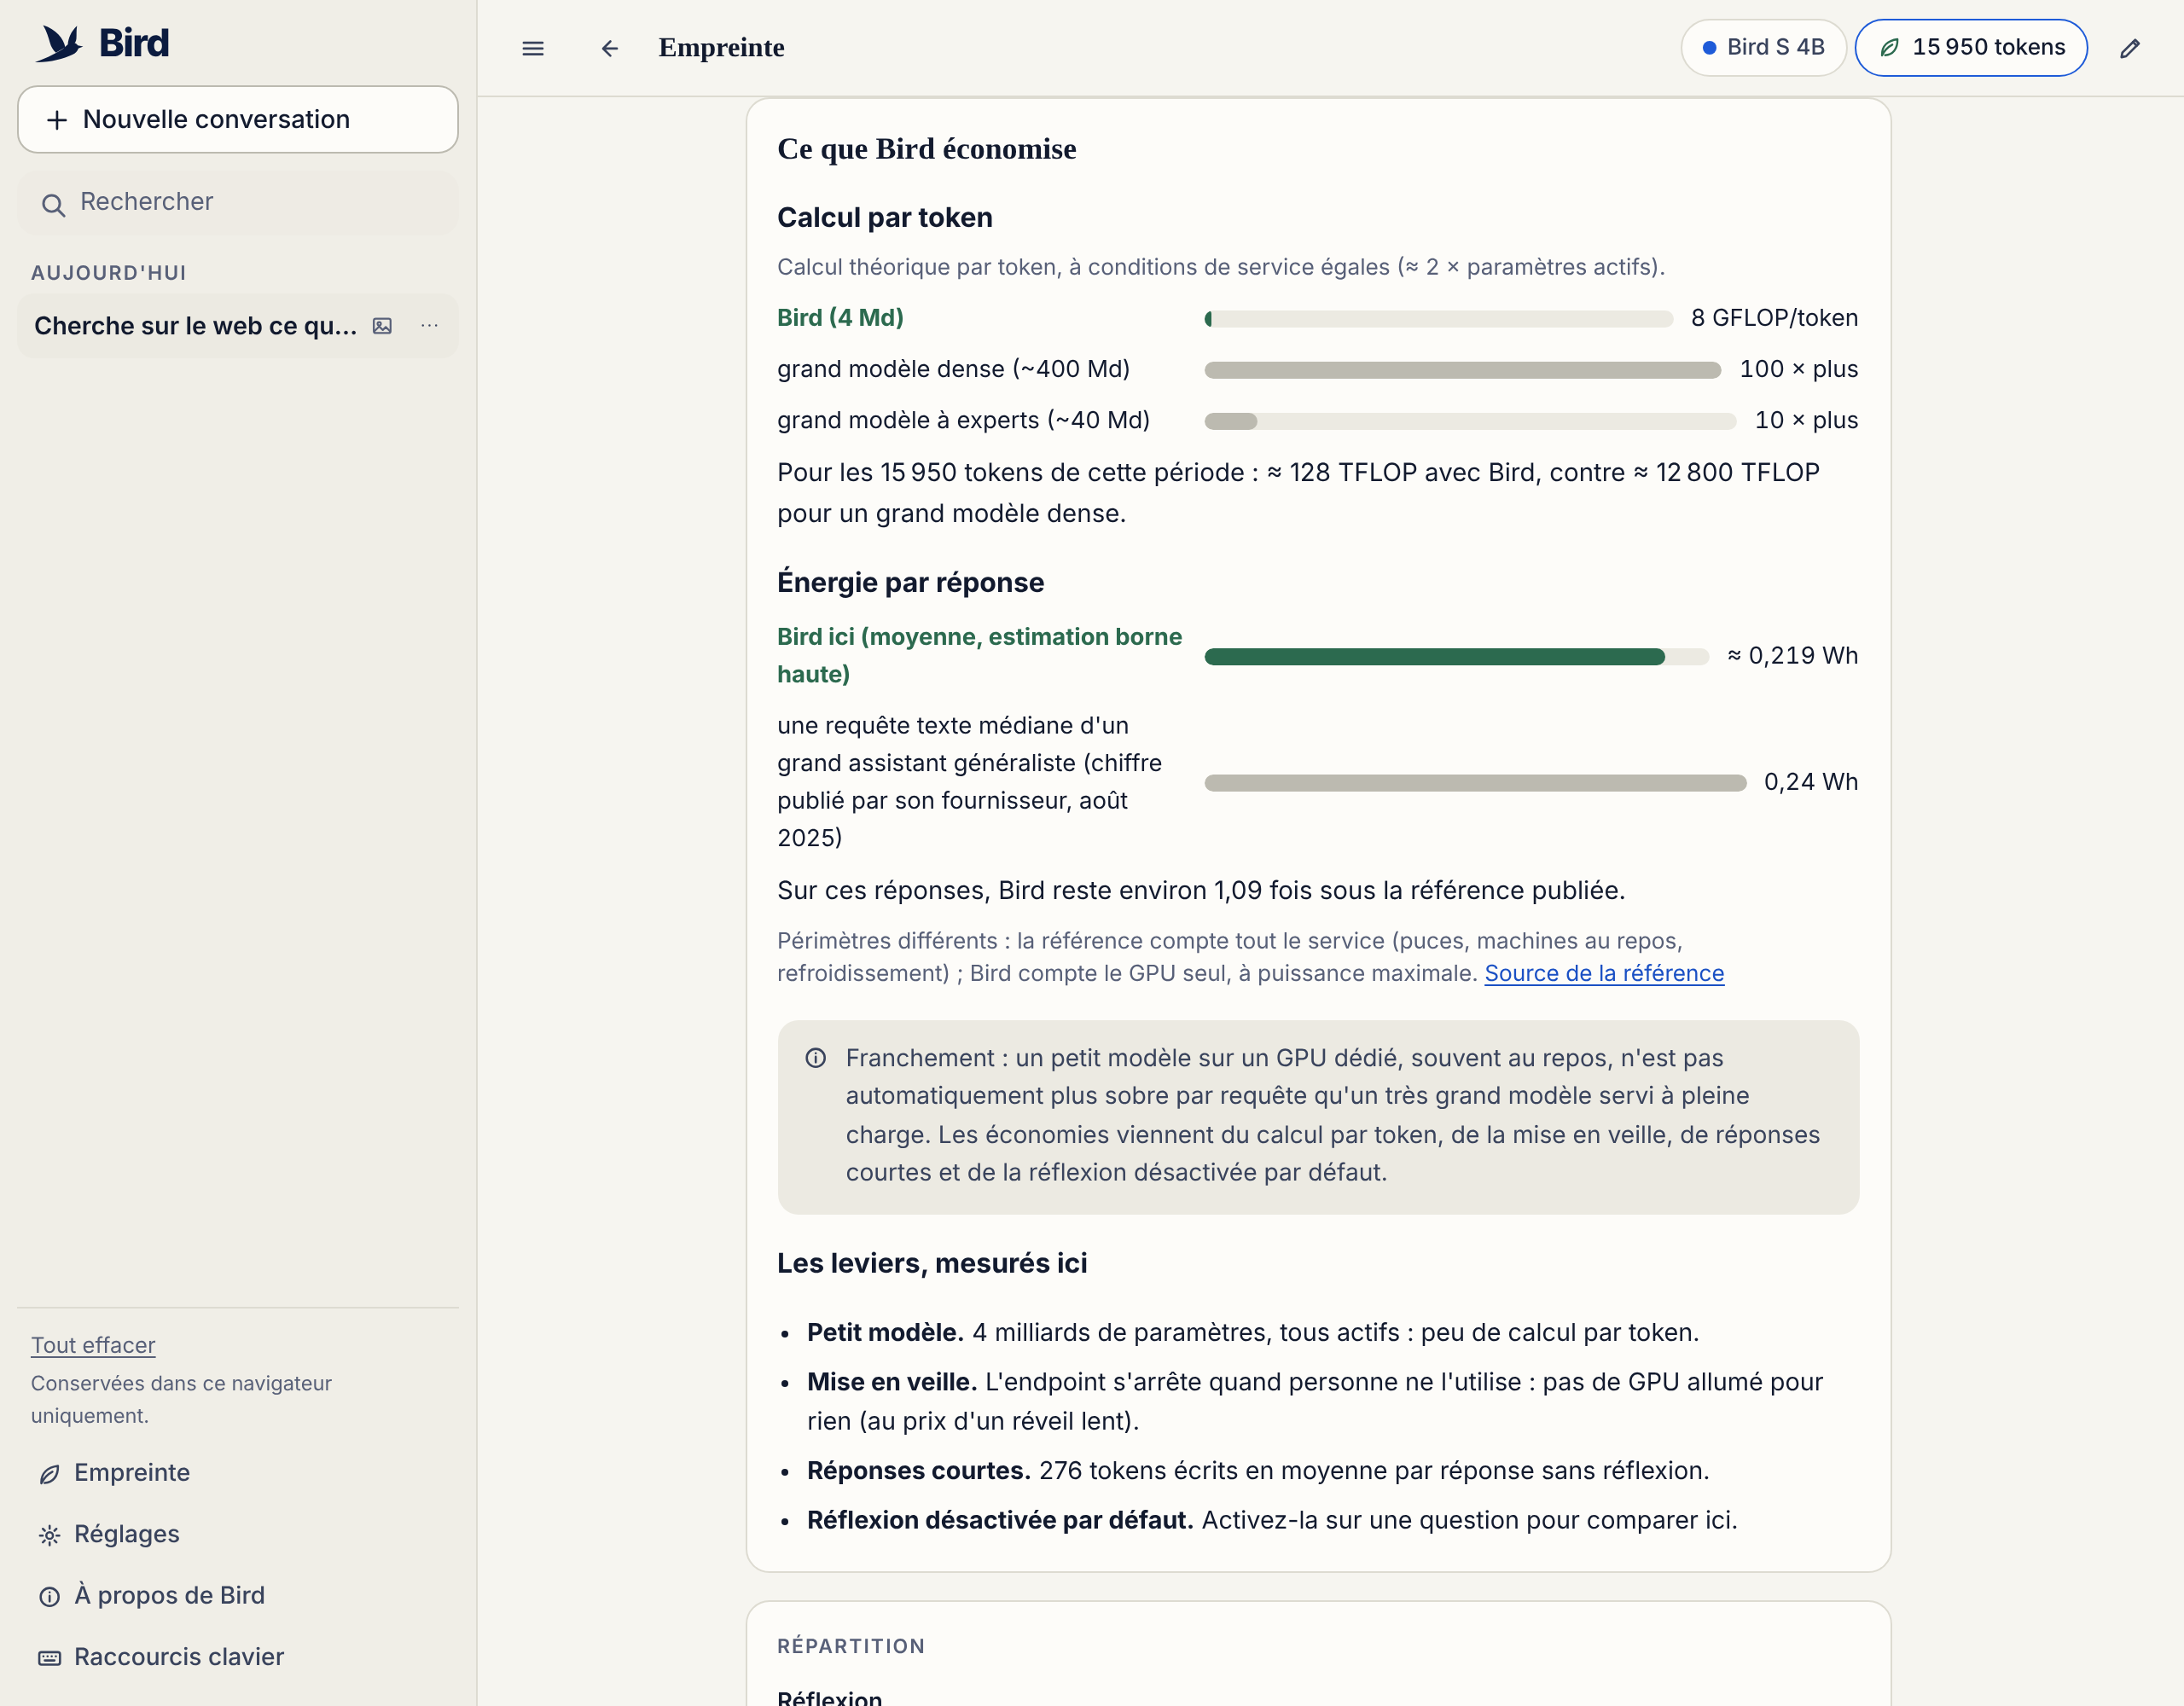 Bird
Nouvelle conversation
Rechercher
AUJOURD'HUI
Cherche sur le web ce qu...
Tout effacer
Conservées dans ce navigateur
uniquement.
Empreinte
Réglages
À propos de Bird
Raccourcis clavier
Empreinte
Bird S 4B
15 950 tokens
Ce que Bird économise
Calcul par token
Calcul théorique par token, à conditions de service égales (≈ 2 × paramètres actifs).
Bird (4 Md) 8 GFLOP/token
grand modèle dense (~400 Md) 100 × plus
grand modèle à experts (~40 Md) 10 × plus
Pour les 15 950 tokens de cette période : ≈ 128 TFLOP avec Bird, contre ≈ 12 800 TFLOP
pour un grand modèle dense.
Énergie par réponse
Bird ici (moyenne, estimation borne
haute)
≈ 0,219 Wh
une requête texte médiane d'un
grand assistant généraliste (chiffre
publié par son fournisseur, août
2025)
0,24 Wh
Sur ces réponses, Bird reste environ 1,09 fois sous la référence publiée.
Périmètres différents : la référence compte tout le service (puces, machines au repos,
refroidissement) ; Bird compte le GPU seul, à puissance maximale. Source de la référence
Franchement : un petit modèle sur un GPU dédié, souvent au repos, n'est pas
automatiquement plus sobre par requête qu'un très grand modèle servi à pleine
charge. Les économies viennent du calcul par token, de la mise en veille, de réponses
courtes et de la réflexion désactivée par défaut.
Les leviers, mesurés ici
• Petit modèle. 4 milliards de paramètres, tous actifs : peu de calcul par token.
• Mise en veille. L'endpoint s'arrête quand personne ne l'utilise : pas de GPU allumé pour
rien (au prix d'un réveil lent).
• Réponses courtes. 276 tokens écrits en moyenne par réponse sans réflexion.
• Réflexion désactivée par défaut. Activez-la sur une question pour comparer ici.
RÉPARTITION
Réflexion